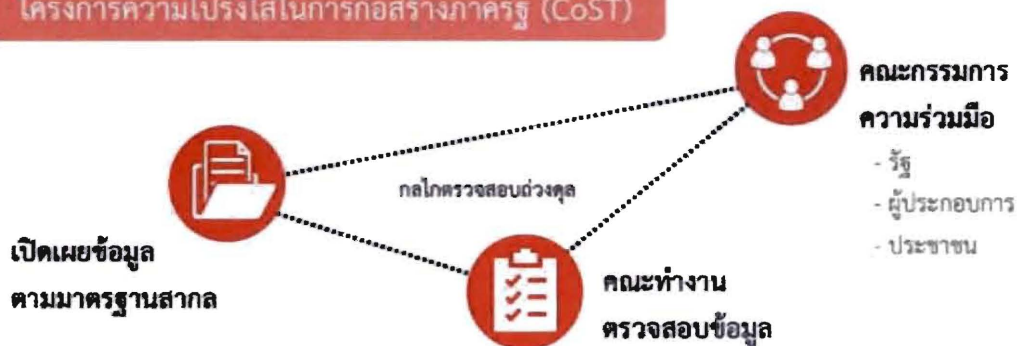 โครงการความโปร่งใสในการก่อสร้างภาครัฐ (CoST)
คณะกรรมการ
ความร่วมมือ
- รัฐ
- ผู้ประกอบการ
- ประชาชน
กลไกตรวจสอบถ่วงดุล
เปิดเผยข้อมูล
ตามมาตรฐานสากล
คณะทำงาน
ตรวจสอบข้อมูล